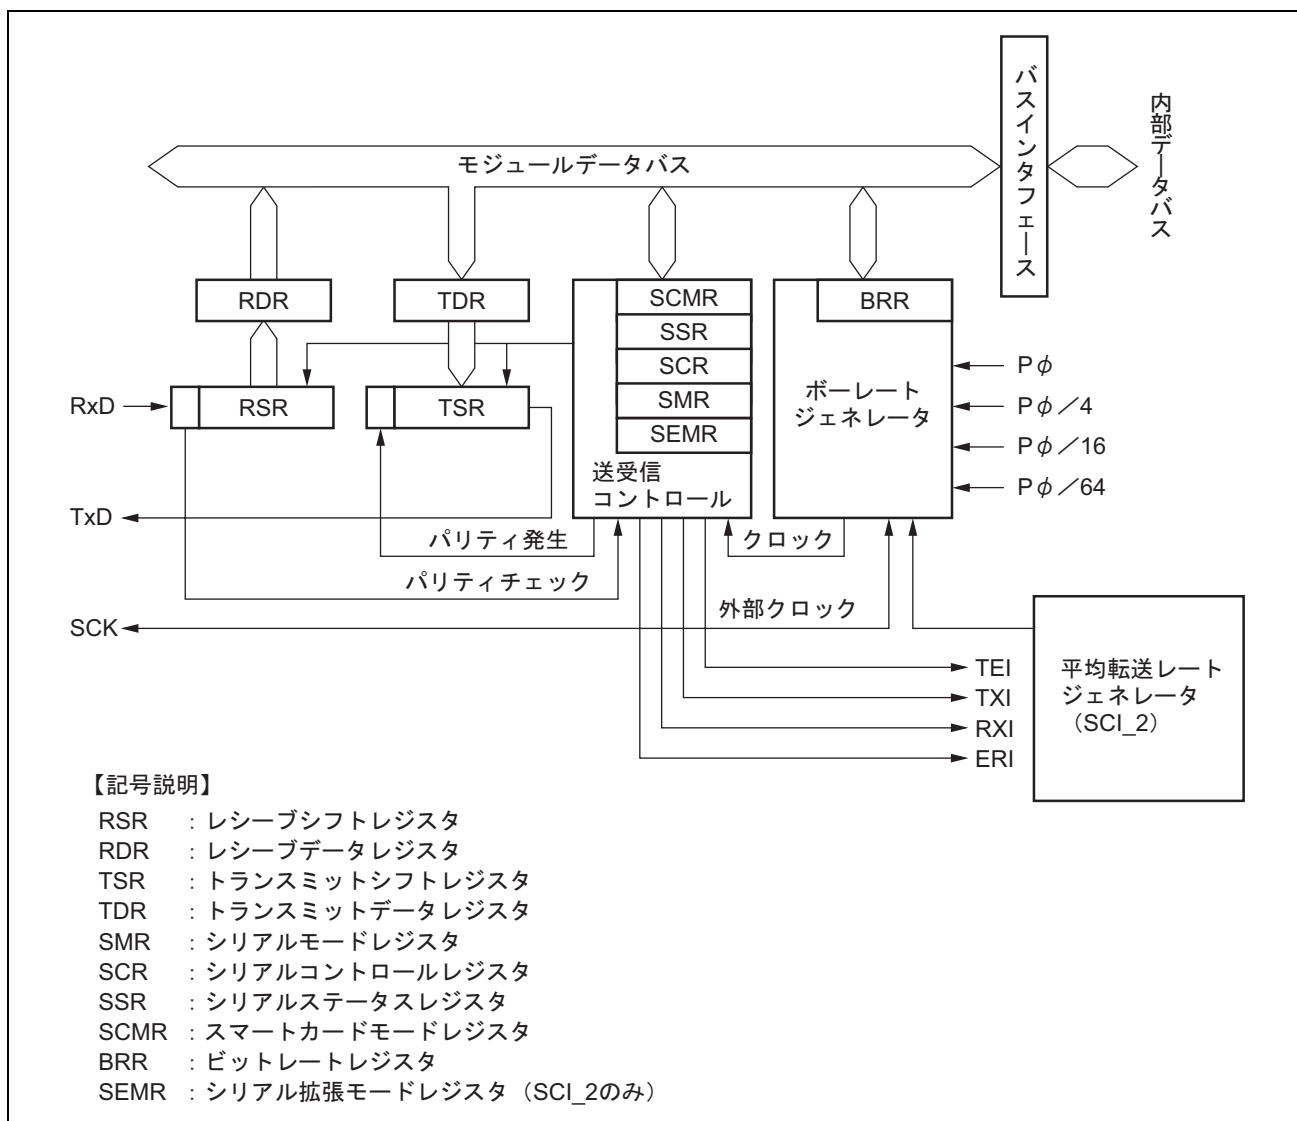 バスインタフェース
内部データバス
モジュールデータバス
RDR
TDR
SCMR
BRR
SSR
SCR
SMR
SEMR
送受信
コントロール
ボーレート
ジェネレータ
Pφ
Pφ／4
Pφ／16
Pφ／64
RxD
RSR
TSR
TxD
パリティ発生
クロック
パリティチェック
外部クロック
SCK
TEI
TXI
RXI
ERI
平均転送レート
ジェネレータ
（SCI_2）
【記号説明】
RSR ：レシーブシフトレジスタ
RDR ：レシーブデータレジスタ
TSR ：トランスミットシフトレジスタ
TDR ：トランスミットデータレジスタ
SMR ：シリアルモードレジスタ
SCR ：シリアルコントロールレジスタ
SSR ：シリアルステータスレジスタ
SCMR ：スマートカードモードレジスタ
BRR ：ビットレートレジスタ
SEMR ：シリアル拡張モードレジスタ（SCI_2のみ）